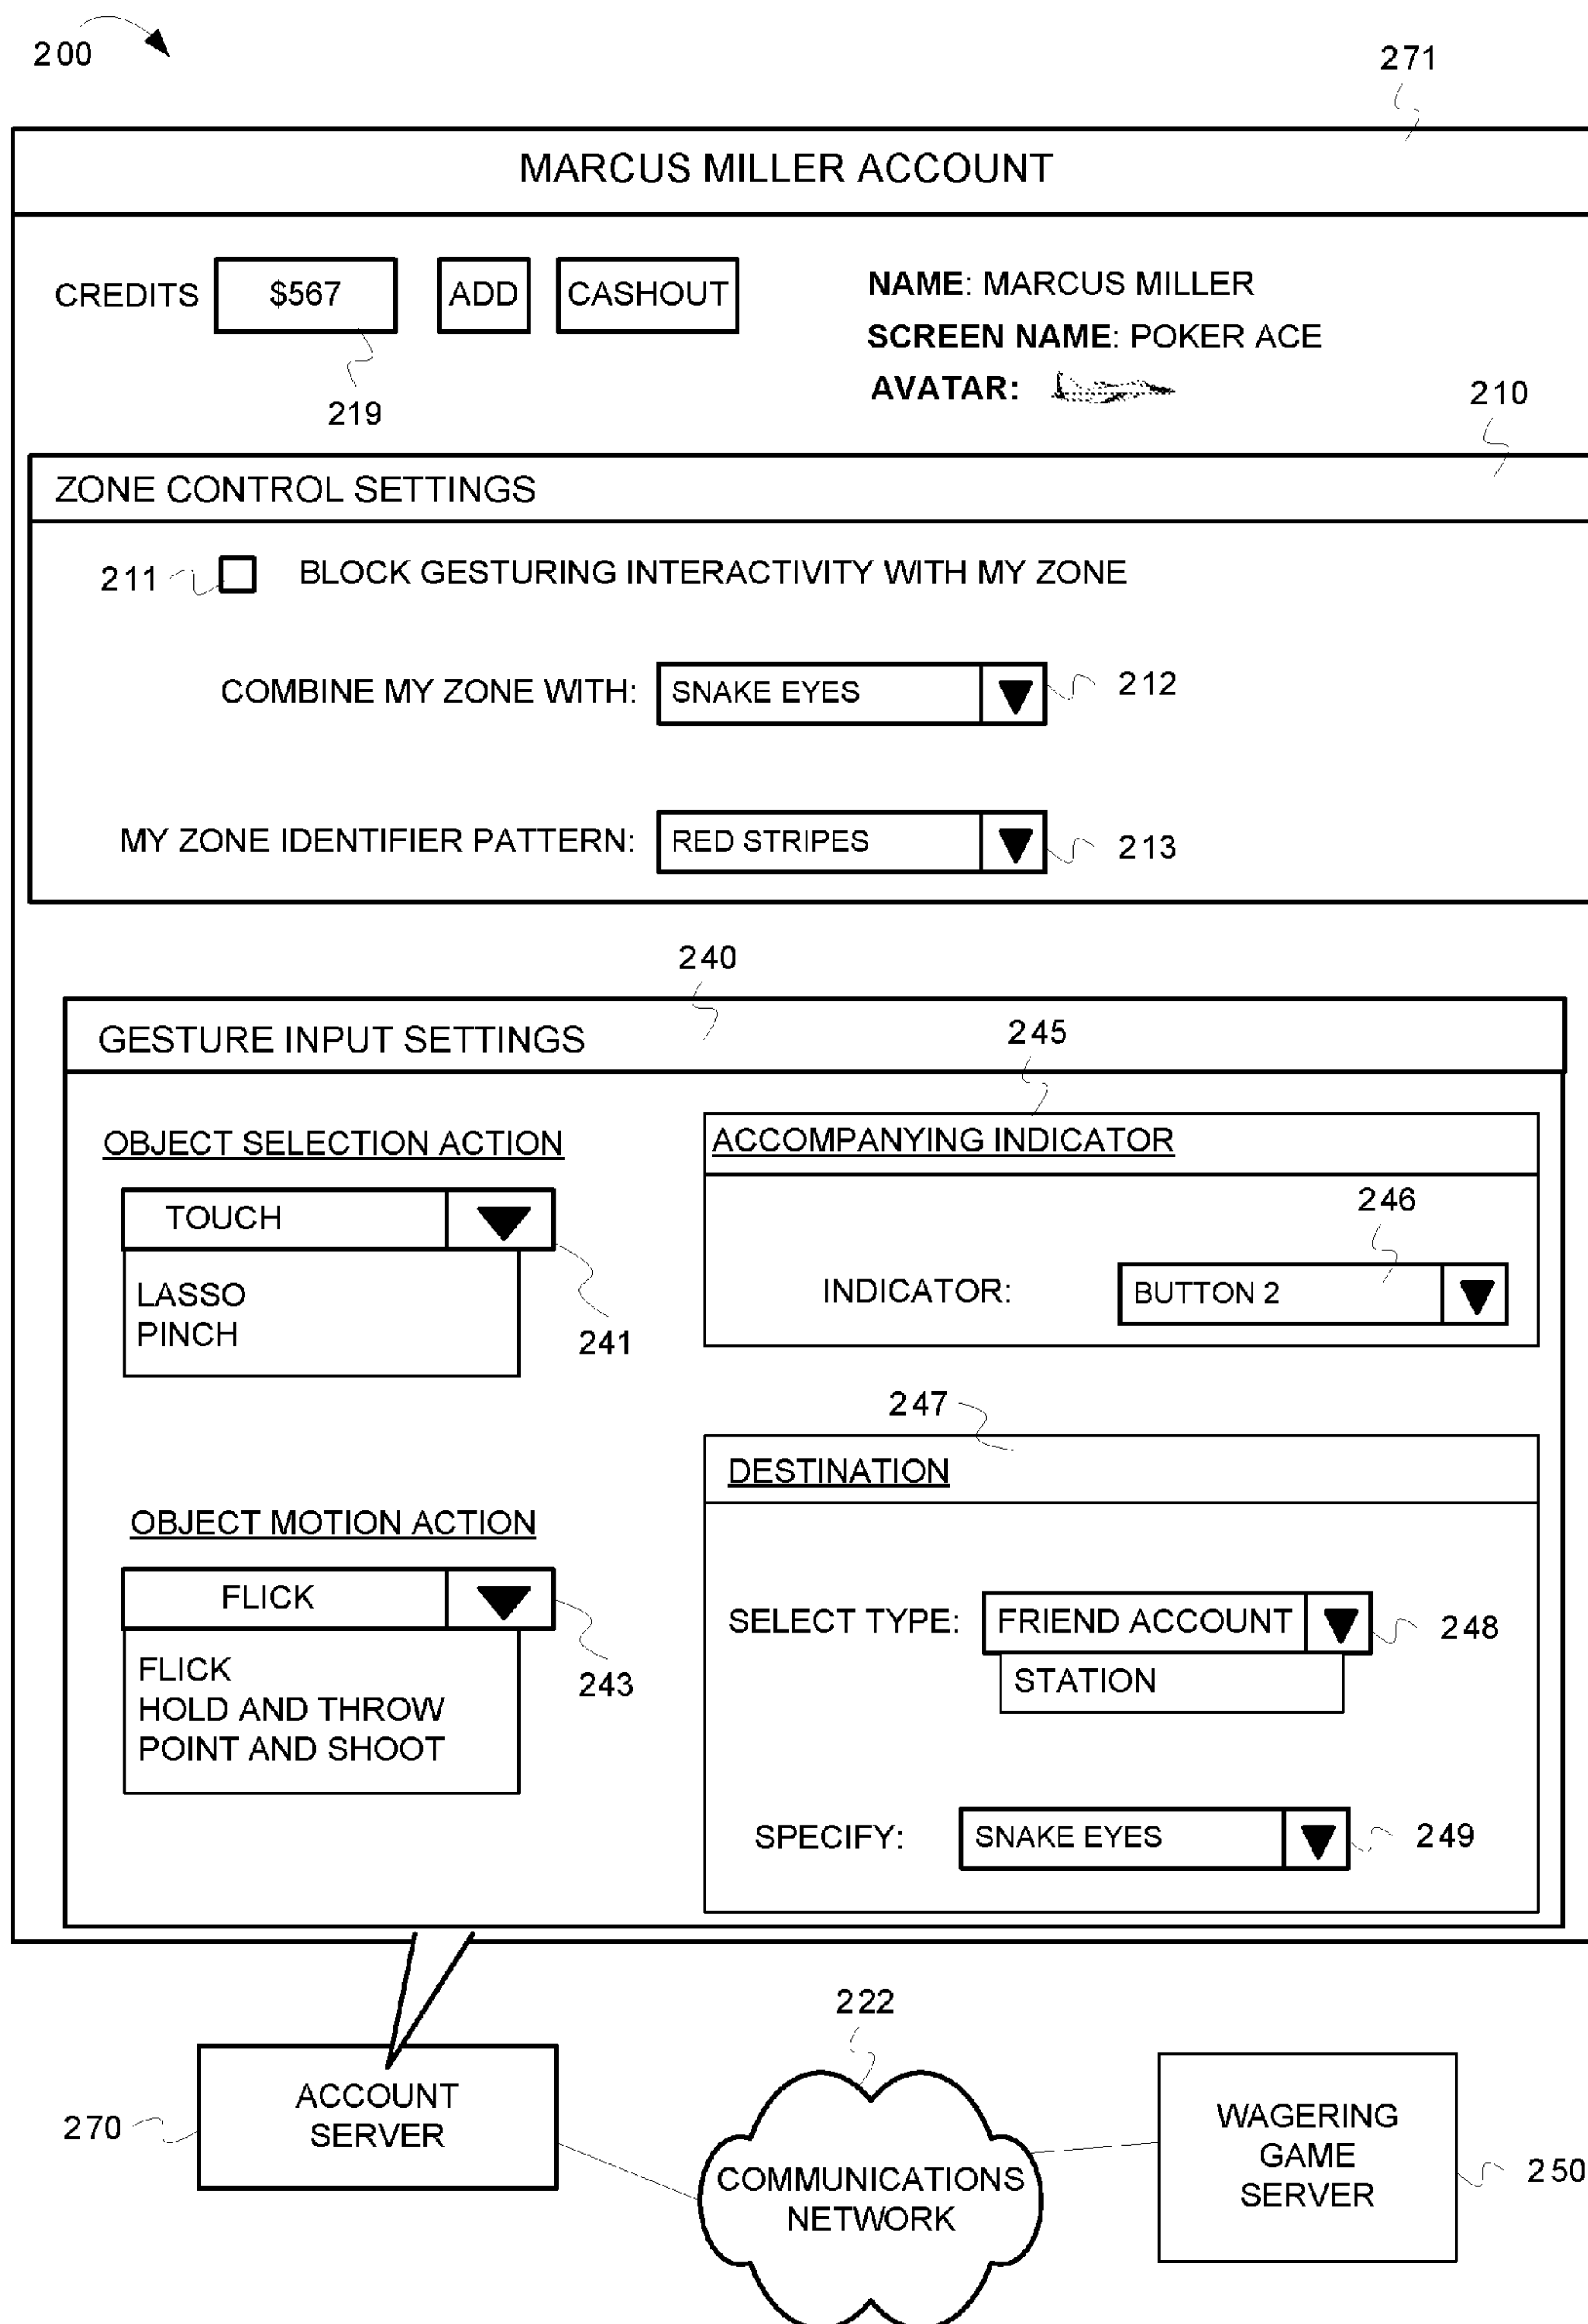 200
271
MARCUS MILLER ACCOUNT
CREDITS $567 ADD CASHOUT
219
NAME: MARCUS MILLER
SCREEN NAME: POKER ACE
AVATAR:
210
ZONE CONTROL SETTINGS
211 BLOCK GESTURING INTERACTIVITY WITH MY ZONE
COMBINE MY ZONE WITH: SNAKE EYES 212
MY ZONE IDENTIFIER PATTERN: RED STRIPES 213
240
GESTURE INPUT SETTINGS
OBJECT SELECTION ACTION
TOUCH
LASSO
PINCH
241
245
ACCOMPANYING INDICATOR
246
INDICATOR: BUTTON 2
OBJECT MOTION ACTION
FLICK
FLICK
HOLD AND THROW
POINT AND SHOOT
243
247
DESTINATION
SELECT TYPE: FRIEND ACCOUNT 248
STATION
SPECIFY: SNAKE EYES 249
270
ACCOUNT
SERVER
222
COMMUNICATIONS
NETWORK
WAGERING
GAME
SERVER
250